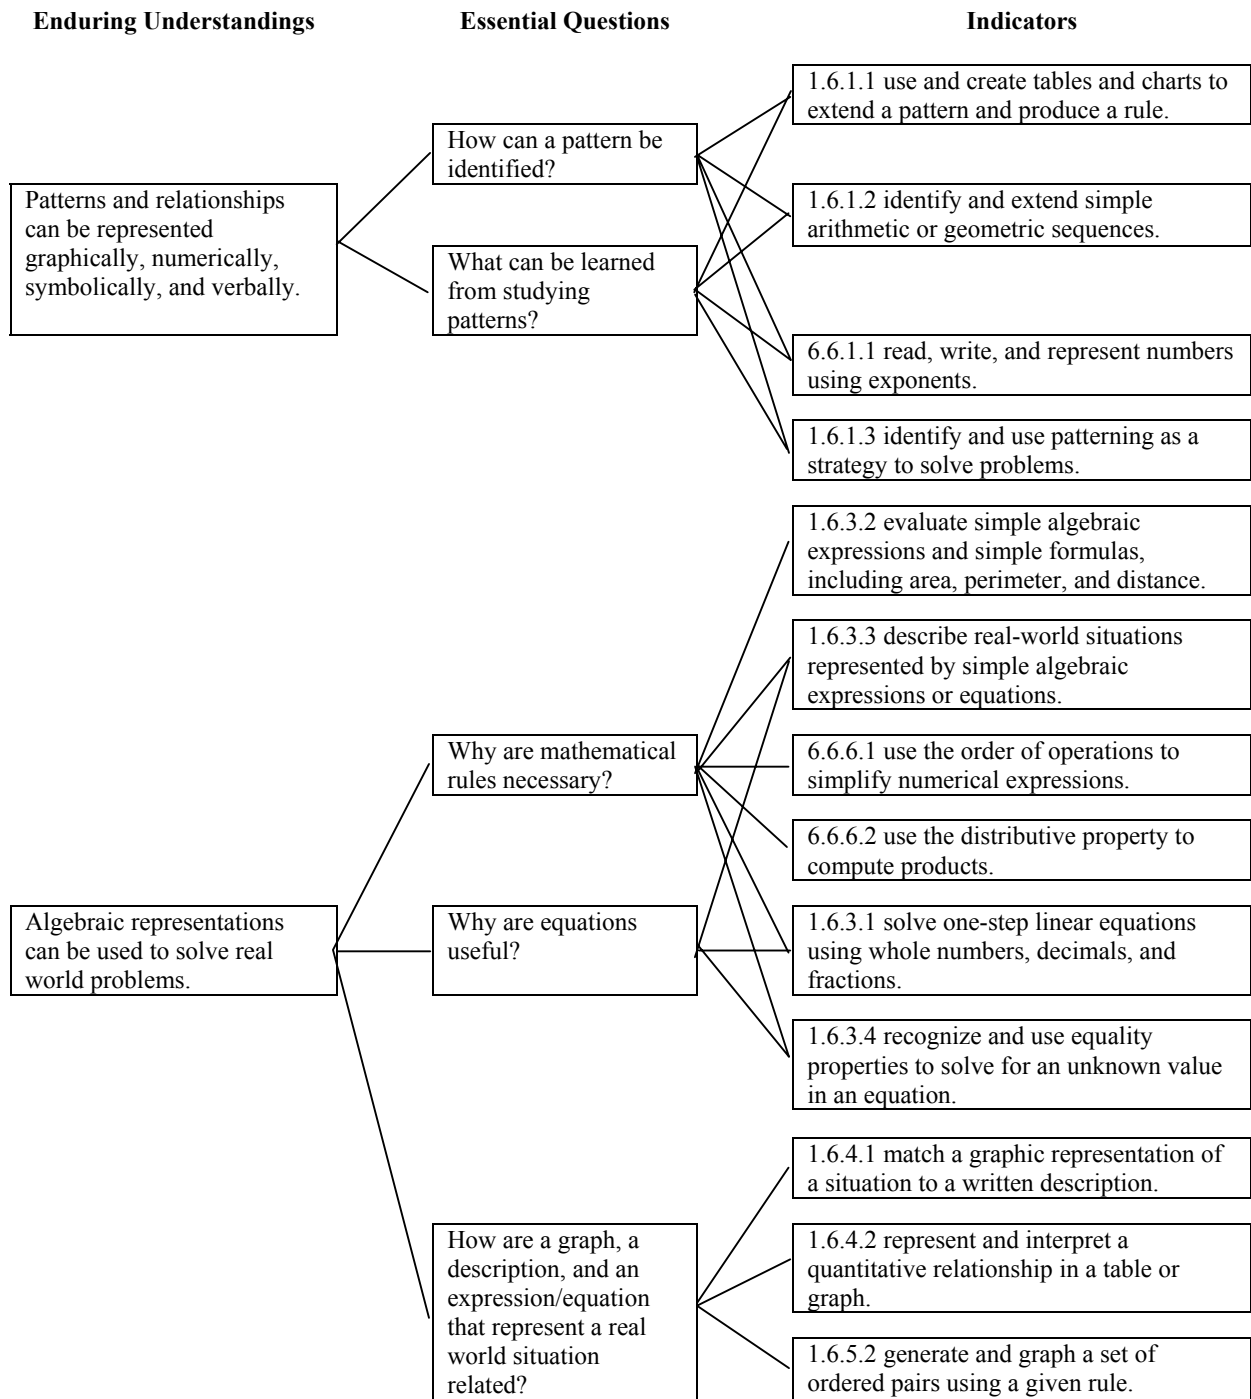 Enduring Understandings
Essential Questions
Indicators
Patterns and relationships
can be represented
graphically, numerically,
symbolically, and verbally.
How can a pattern be
identified?
What can be learned
from studying
patterns?
1.6.1.1 use and create tables and charts to
extend a pattern and produce a rule.
1.6.1.2 identify and extend simple
arithmetic or geometric sequences.
6.6.1.1 read, write, and represent numbers
using exponents.
1.6.1.3 identify and use patterning as a
strategy to solve problems.
Algebraic representations
can be used to solve real
world problems.
Why are mathematical
rules necessary?
Why are equations
useful?
How are a graph, a
description, and an
expression/equation
that represent a real
world situation
related?
1.6.3.2 evaluate simple algebraic
expressions and simple formulas,
including area, perimeter, and distance.
1.6.3.3 describe real-world situations
represented by simple algebraic
expressions or equations.
6.6.6.1 use the order of operations to
simplify numerical expressions.
6.6.6.2 use the distributive property to
compute products.
1.6.3.1 solve one-step linear equations
using whole numbers, decimals, and
fractions.
1.6.3.4 recognize and use equality
properties to solve for an unknown value
in an equation.
1.6.4.1 match a graphic representation of
a situation to a written description.
1.6.4.2 represent and interpret a
quantitative relationship in a table or
graph.
1.6.5.2 generate and graph a set of
ordered pairs using a given rule.